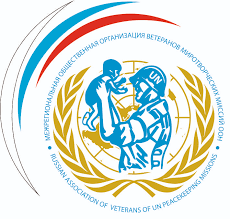 МЕЖРЕГИОНАЛЬНАЯ ОБЩЕСТВЕННАЯ ОРГАНИЗАЦИЯ ВЕТЕРАНОВ МИРОТВОРЧЕСКИХ МИССИЙ ООН
UN
RUSSIAN ASSOCIATION OF VETERANS OF UN PEACEKEEPING MISSIONS